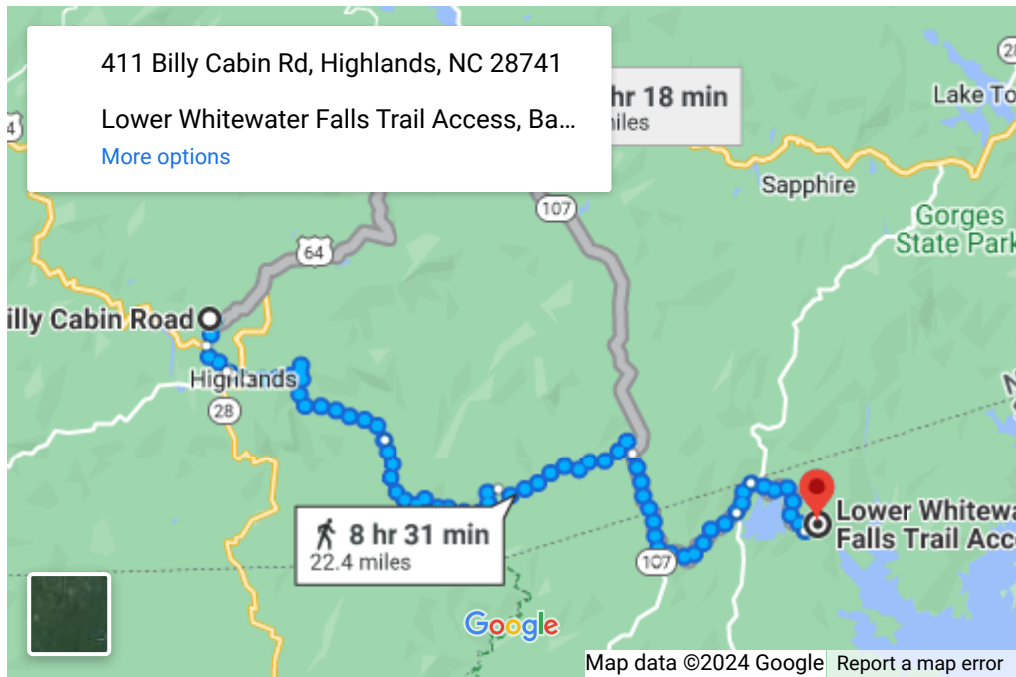 411 Billy Cabin Rd, Highlands, NC 28741
Lower Whitewater Falls Trail Access, Ba...
More options
hr 18 min
miles
Lake To
Sapphire
107
Gorges
State Park
64
illy Cabin Road
Highlands
28
8 hr 31 min
22.4 miles
Lower Whitewa
Falls Trail Acc
107
Google
Map data ©2024 Google
Report a map error